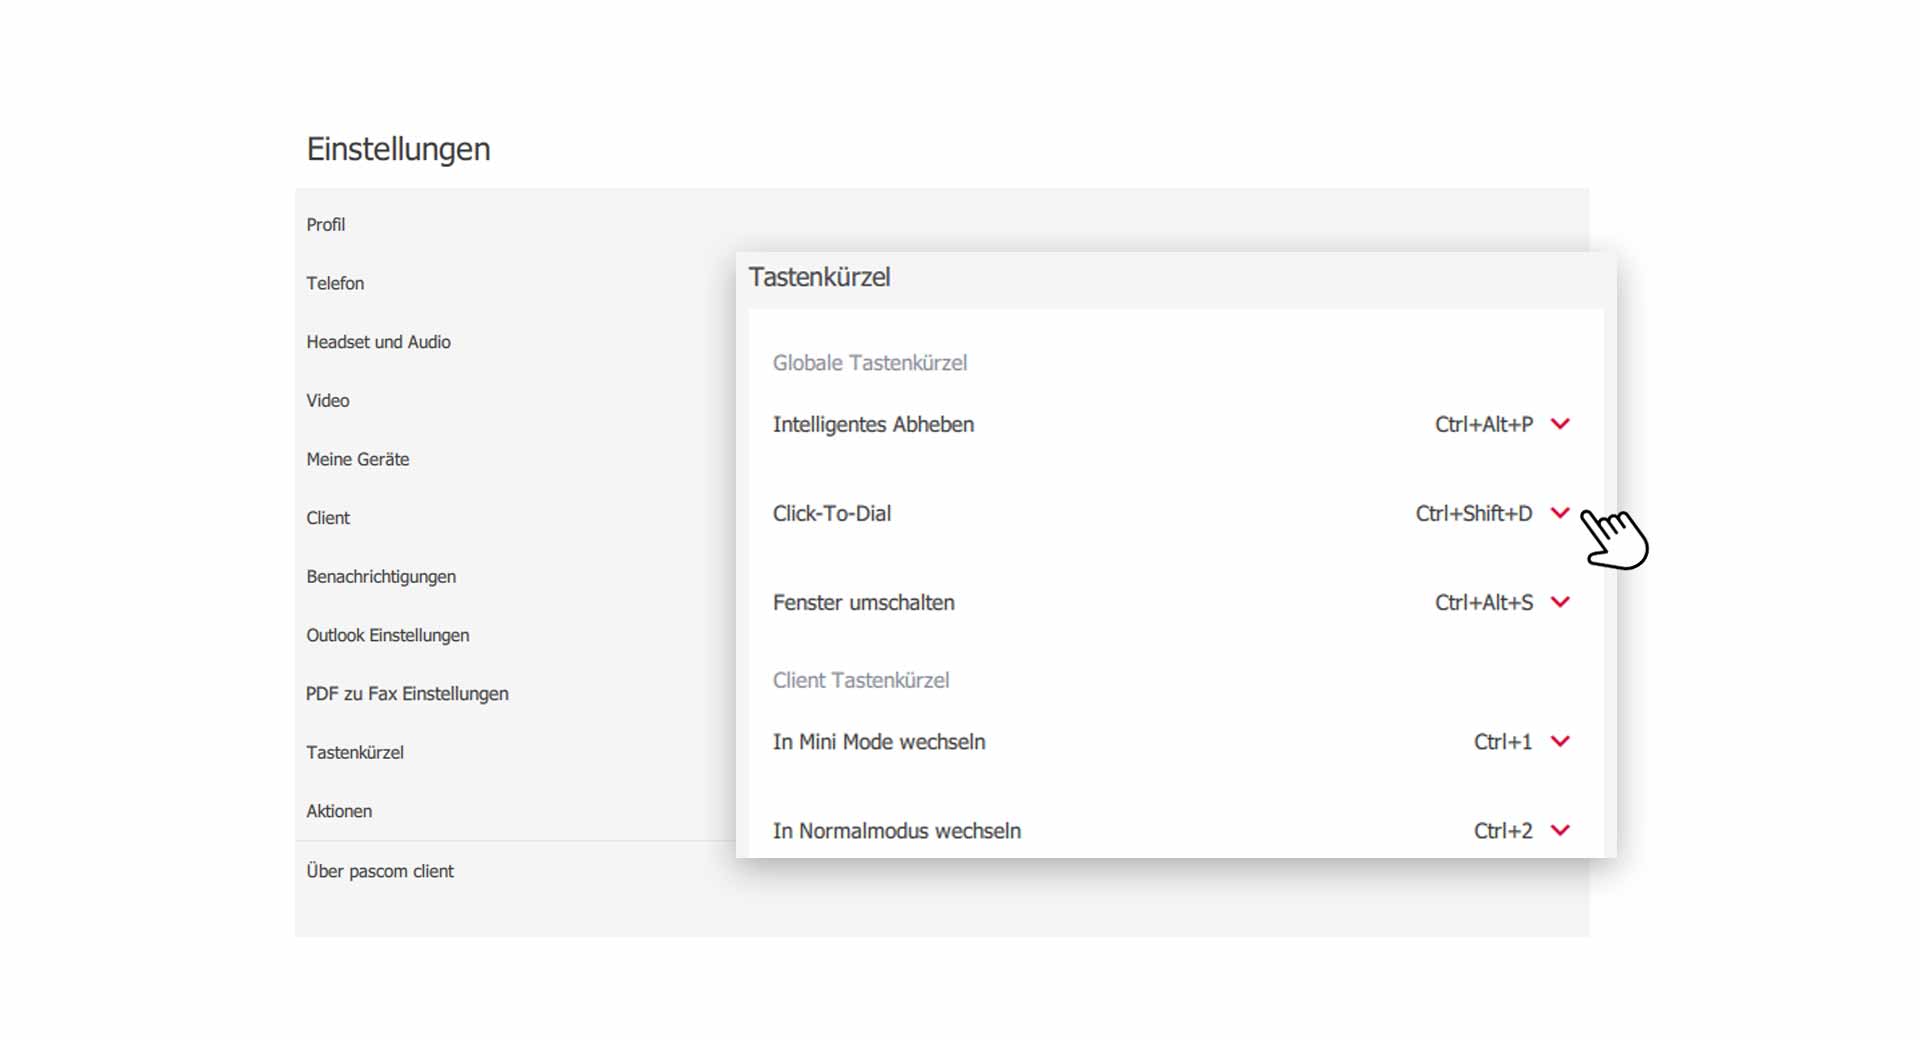 Einstellungen
Profil
Telefon
Headset und Audio
Video
Meine Geräte
Client
Benachrichtigungen
Outlook Einstellungen
PDF zu Fax Einstellungen
Tastenkürzel
Aktionen
Über pascom client
Tastenkürzel
Globale Tastenkürzel
Intelligentes Abheben Ctrl+Alt+P
Click-To-Dial Ctrl+Shift+D
Fenster umschalten Ctrl+Alt+S
Client Tastenkürzel
In Mini Mode wechseln Ctrl+1
In Normalmodus wechseln Ctrl+2